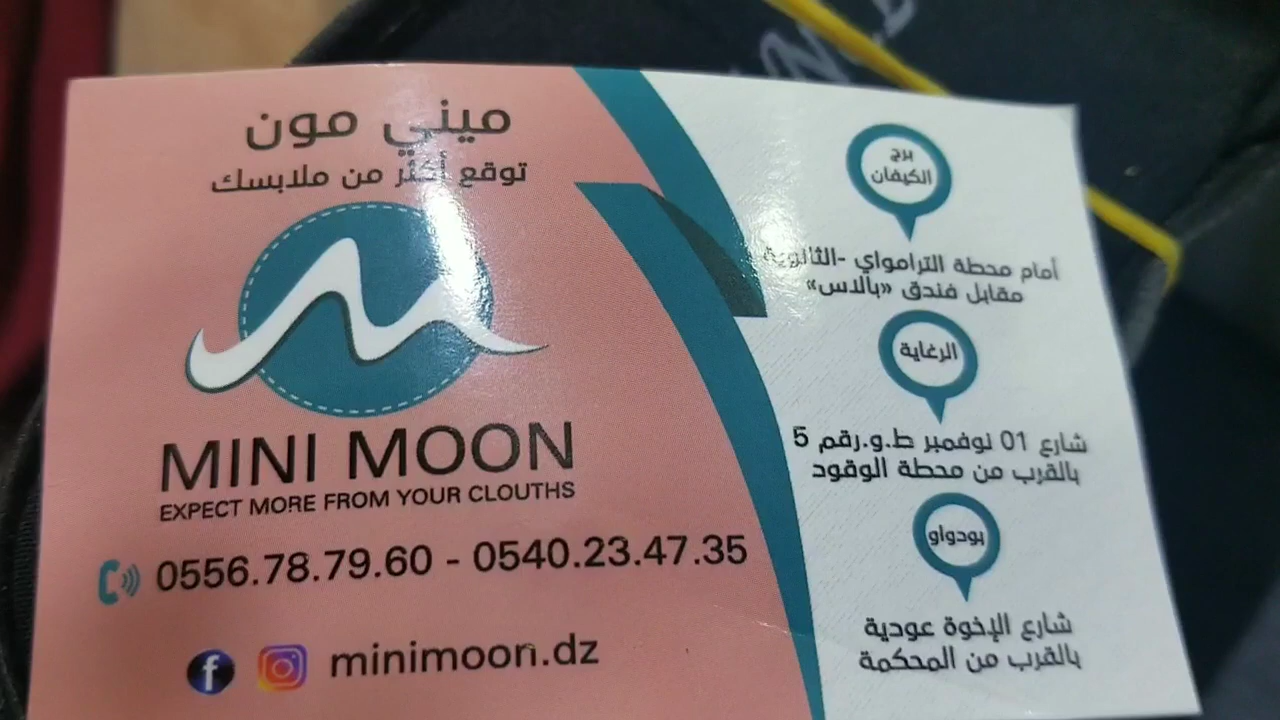 ميني مون
توقع أكثر من ملابسك
MINI MOON
EXPECT MORE FROM YOUR CLOUTHS
0556.78.79.60 - 0540.23.47.35
minimoon.dz
برج
الكيفان
أمام محطة الترامواي -الثانوية
مقابل فندق «بالاس»
الرغاية
شارع 01 نوفمبر ط.و.رقم 5
بالقرب من محطة الوقود
بودواو
شارع الإخوة عودية
بالقرب من المحكمة